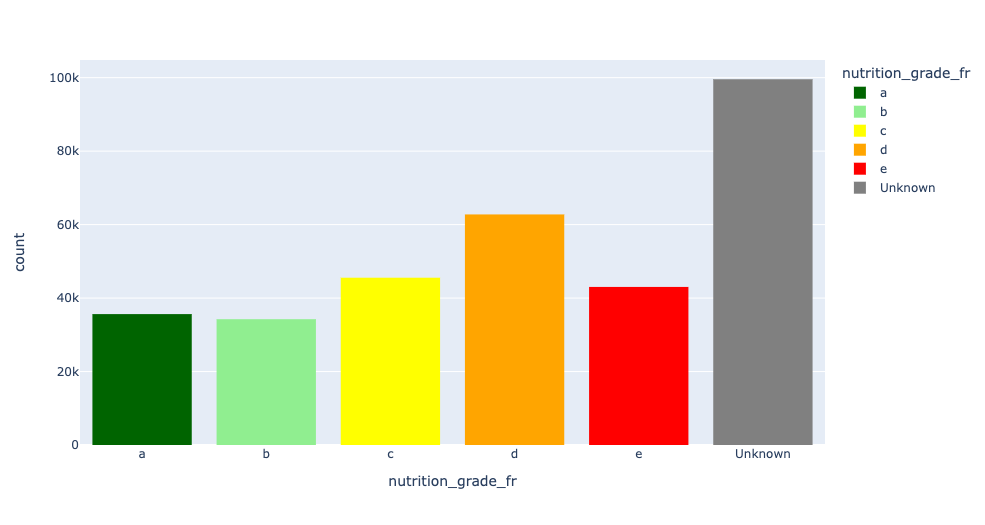 100k
80k
60k
40k
20k
0
count
a
b
c
d
e
Unknown
nutrition_grade_fr
nutrition_grade_fr
a
b
c
d
e
Unknown